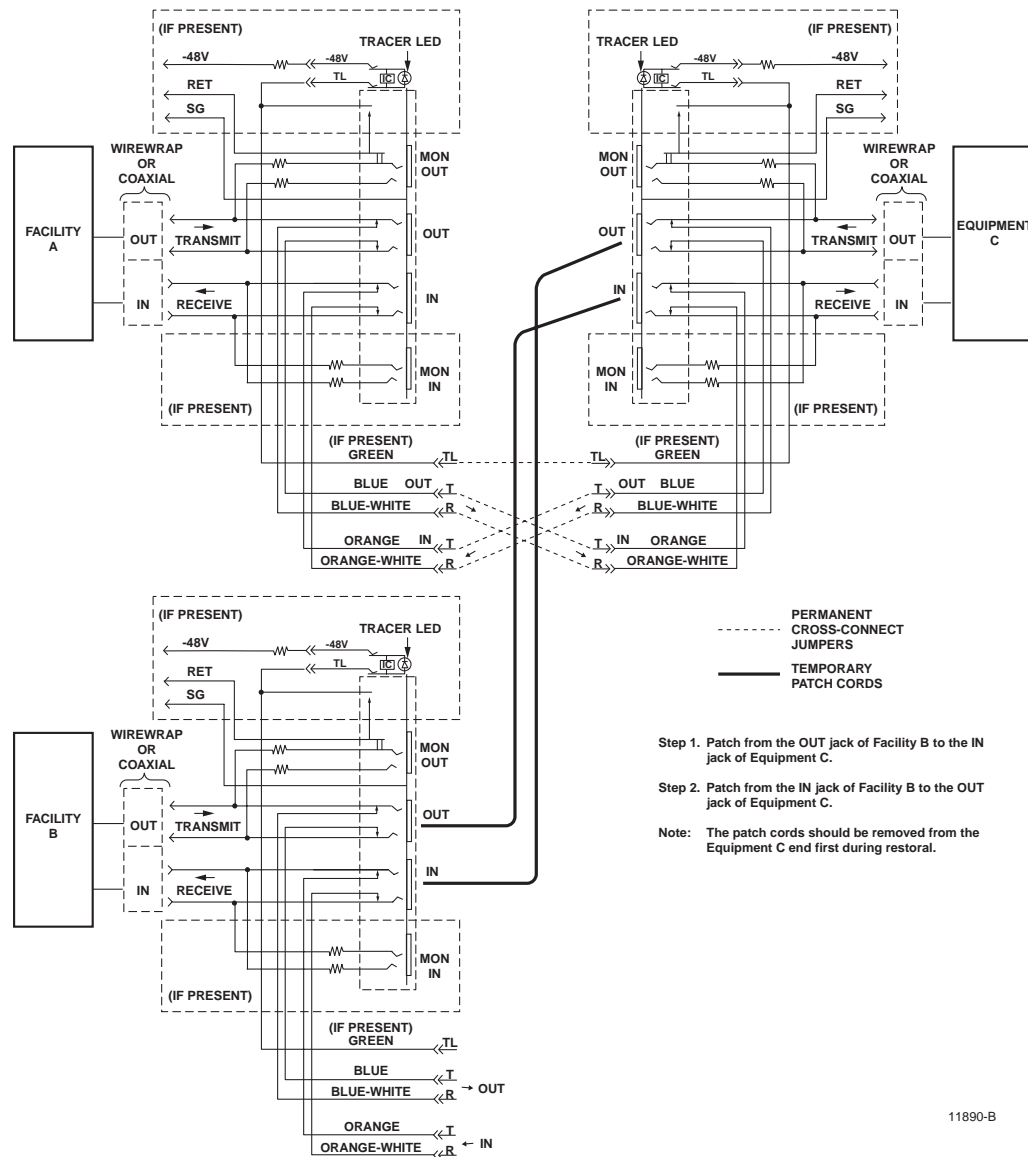 (IF PRESENT)
-48V
-48V
TL
TRACER LED
IC
RET
SG
WIREWRAP
OR
COAXIAL
FACILITY
A
OUT
IN
TRANSMIT
RECEIVE
MON
OUT
OUT
IN
MON
IN
(IF PRESENT)
(IF PRESENT)
TRACER LED
-48V
-48V
TL
IC
RET
SG
MON
OUT
WIREWRAP
OR
COAXIAL
OUT
TRANSMIT
OUT
EQUIPMENT
C
IN
RECEIVE
IN
MON
IN
(IF PRESENT)
(IF PRESENT)
GREEN
TL
BLUE OUT T
BLUE-WHITE R
ORANGE IN T
ORANGE-WHITE R
(IF PRESENT)
TL GREEN
T OUT BLUE
R BLUE-WHITE
T IN ORANGE
R ORANGE-WHITE
(IF PRESENT)
-48V
-48V
TL
TRACER LED
IC
RET
SG
WIREWRAP
OR
COAXIAL
FACILITY
B
OUT
IN
TRANSMIT
RECEIVE
MON
OUT
OUT
IN
MON
IN
(IF PRESENT)
(IF PRESENT)
GREEN
TL
BLUE T
BLUE-WHITE R
OUT
ORANGE T
ORANGE-WHITE R
IN
PERMANENT
CROSS-CONNECT
JUMPERS
TEMPORARY
PATCH CORDS
Step 1. Patch from the OUT jack of Facility B to the IN
jack of Equipment C.
Step 2. Patch from the IN jack of Facility B to the OUT
jack of Equipment C.
Note: The patch cords should be removed from the
Equipment C end first during restoral.
11890-B